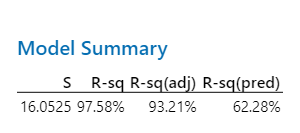 Model Summary
S R-sq R-sq(adj) R-sq(pred)
16.0525 97.58% 93.21% 62.28%